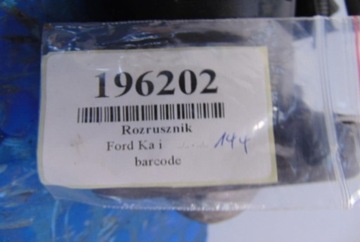 196202
Rozrusznik
Ford Ka i 144
barcode